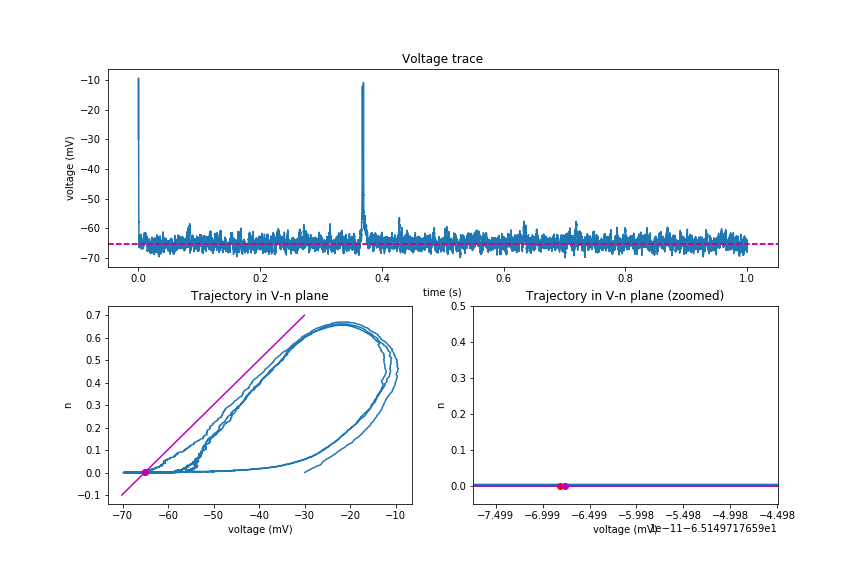 Voltage trace
voltage (mV)
−10
−20
−30
−40
−50
−60
−70
0.0 0.2 0.4 0.6 0.8 1.0
time (s)
Trajectory in V-n plane
n
0.7
0.6
0.5
0.4
0.3
0.2
0.1
0.0
−0.1
−70 −60 −50 −40 −30 −20 −10
voltage (mV)
Trajectory in V-n plane (zoomed)
n
0.5
0.4
0.3
0.2
0.1
0.0
−7.499 −6.999 −6.499 −5.998 −5.498 −4.998 −4.498
voltage (mV)
1e−11−6.5149717659e1